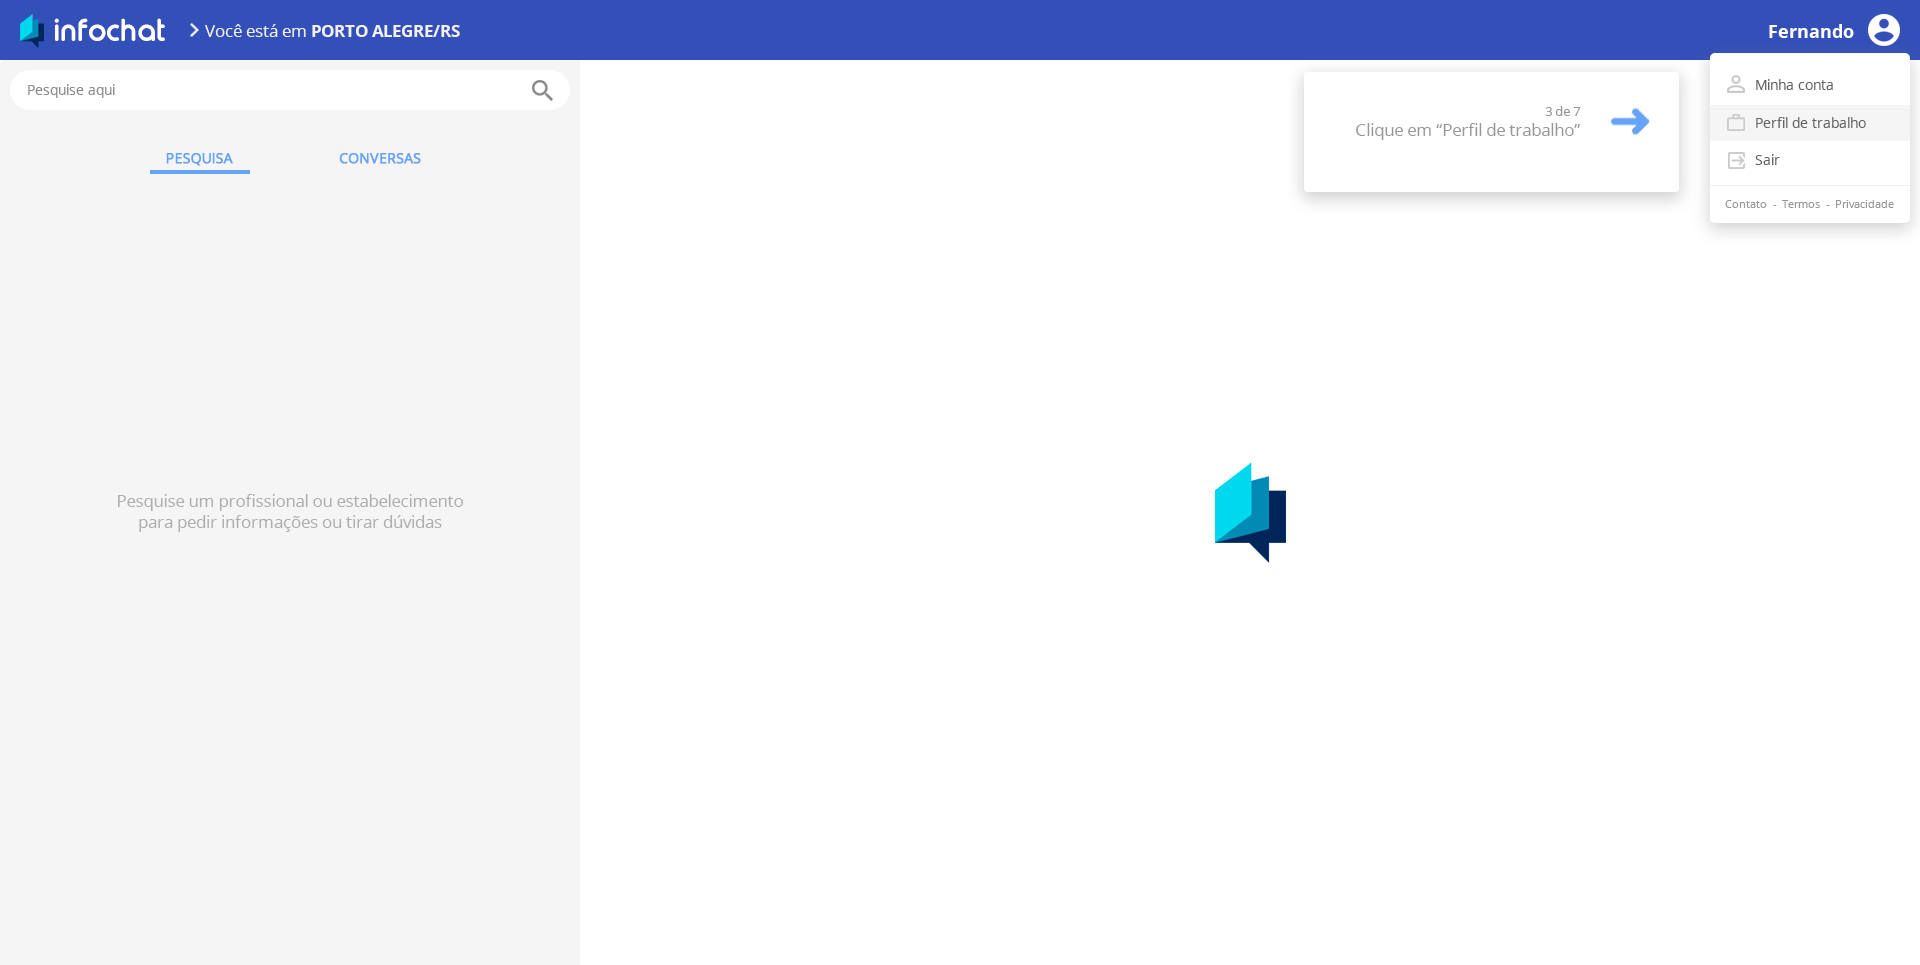 infochat
Você está em PORTO ALEGRE/RS
Fernando
Pesquise aqui
PESQUISA
CONVERSAS
Pesquise um profissional ou estabelecimento
para pedir informações ou tirar dúvidas
3 de 7
Clique em “Perfil de trabalho”
Minha conta
Perfil de trabalho
Sair
Contato - Termos - Privacidade